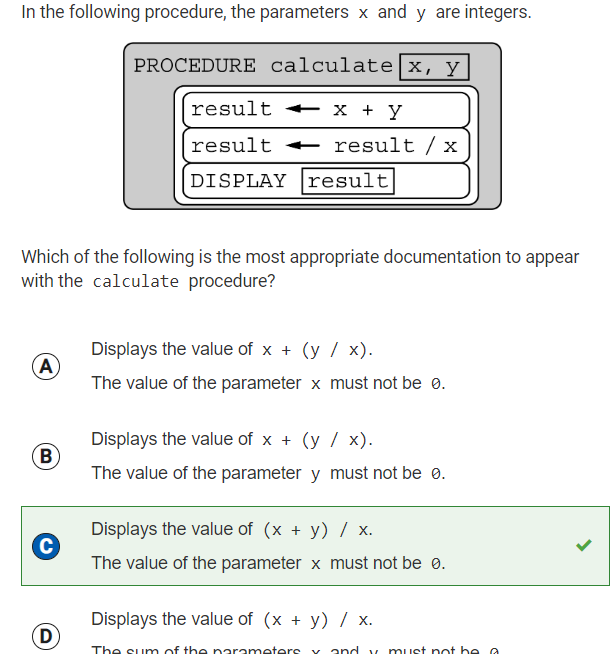 In the following procedure, the parameters x and y are integers.
PROCEDURE calculate x, y
result ← x + y
result ← result / x
DISPLAY result
Which of the following is the most appropriate documentation to appear
with the calculate procedure?
A
Displays the value of x + (y / x).
The value of the parameter x must not be 0.
B
Displays the value of x + (y / x).
The value of the parameter y must not be 0.
C
Displays the value of (x + y) / x.
The value of the parameter x must not be 0.
D
Displays the value of (x + y) / x.
The sum of the parameters x and y must not be 0